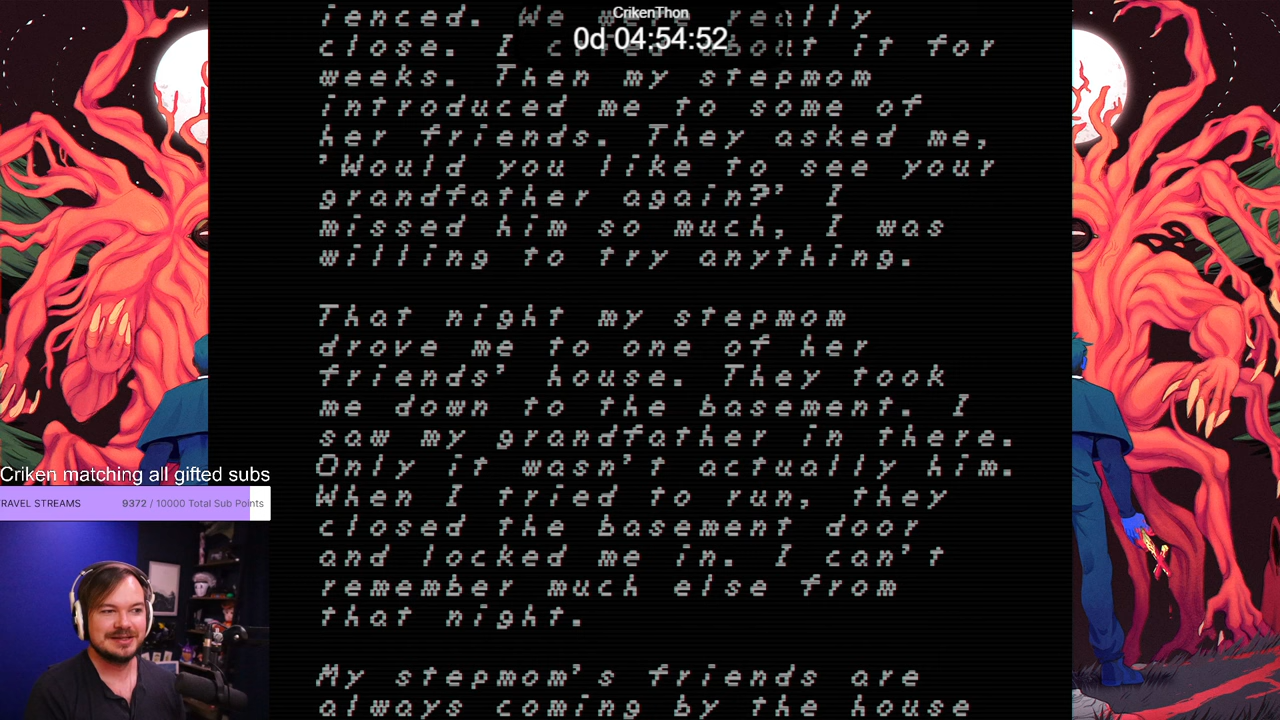 CrikenThon
0d 04:54:52
ienced. We were really
close. I cried about it for
weeks. Then my stepmom
introduced me to some of
her friends. They asked me,
'Would you like to see your
grandfather again?' I
missed him so much, I was
willing to try anything.
That night my stepmom
drove me to one of her
friends' house. They took
me down to the basement. I
saw my grandfather in there.
Only it wasn't actually him.
When I tried to run, they
closed the basement door
and locked me in. I can't
remember much else from
that night.
My stepmom's friends are
always coming by the house
Criken matching all gifted subs
RAVEL STREAMS 9372 / 10000 Total Sub Points